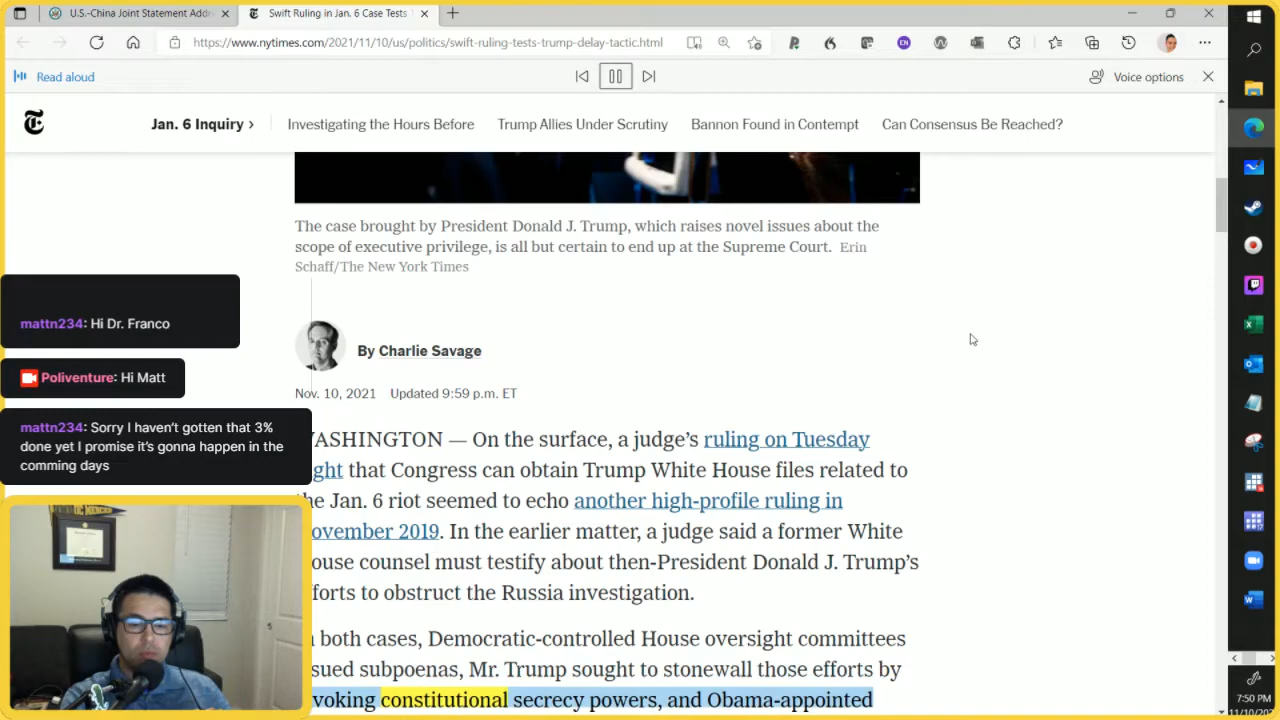 U.S.-China Joint Statement Addr
Swift Ruling in Jan. 6 Case Tests
https://www.nytimes.com/2021/11/10/us/politics/swift-ruling-tests-trump-delay-tactic.html
Read aloud
Voice options
Jan. 6 Inquiry ›
Investigating the Hours Before
Trump Allies Under Scrutiny
Bannon Found in Contempt
Can Consensus Be Reached?
The case brought by President Donald J. Trump, which raises novel issues about the
scope of executive privilege, is all but certain to end up at the Supreme Court. Erin
Schaff/The New York Times
mattn234: Hi Dr. Franco
Poliventure: Hi Matt
mattn234: Sorry I haven't gotten that 3%
done yet I promise it's gonna happen in the
comming days
By Charlie Savage
Nov. 10, 2021 Updated 9:59 p.m. ET
ASHINGTON — On the surface, a judge's ruling on Tuesday
ght that Congress can obtain Trump White House files related to
he Jan. 6 riot seemed to echo another high-profile ruling in
ovember 2019. In the earlier matter, a judge said a former White
ouse counsel must testify about then-President Donald J. Trump's
forts to obstruct the Russia investigation.
both cases, Democratic-controlled House oversight committees
sued subpoenas, Mr. Trump sought to stonewall those efforts by
voking constitutional secrecy powers, and Obama-appointed
7:50 PM
11/10/20